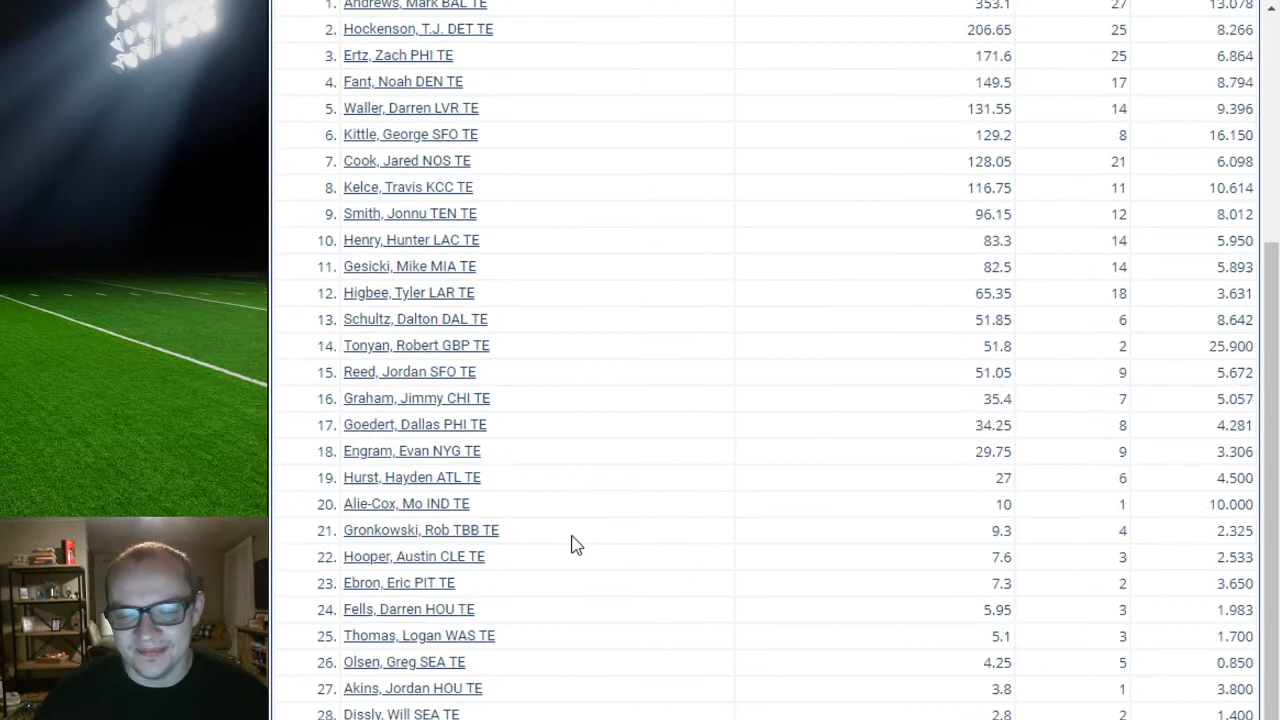 1. Andrews, Mark BAL TE 353.1 27 13.078
2. Hockenson, T.J. DET TE 206.65 25 8.266
3. Ertz, Zach PHI TE 171.6 25 6.864
4. Fant, Noah DEN TE 149.5 17 8.794
5. Waller, Darren LVR TE 131.55 14 9.396
6. Kittle, George SFO TE 129.2 8 16.150
7. Cook, Jared NOS TE 128.05 21 6.098
8. Kelce, Travis KCC TE 116.75 11 10.614
9. Smith, Jonnu TEN TE 96.15 12 8.012
10. Henry, Hunter LAC TE 83.3 14 5.950
11. Gesicki, Mike MIA TE 82.5 14 5.893
12. Higbee, Tyler LAR TE 65.35 18 3.631
13. Schultz, Dalton DAL TE 51.85 6 8.642
14. Tonyan, Robert GBP TE 51.8 2 25.900
15. Reed, Jordan SFO TE 51.05 9 5.672
16. Graham, Jimmy CHI TE 35.4 7 5.057
17. Goedert, Dallas PHI TE 34.25 8 4.281
18. Engram, Evan NYG TE 29.75 9 3.306
19. Hurst, Hayden ATL TE 27 6 4.500
20. Alie-Cox, Mo IND TE 10 1 10.000
21. Gronkowski, Rob TBB TE 9.3 4 2.325
22. Hooper, Austin CLE TE 7.6 3 2.533
23. Ebron, Eric PIT TE 7.3 2 3.650
24. Fells, Darren HOU TE 5.95 3 1.983
25. Thomas, Logan WAS TE 5.1 3 1.700
26. Olsen, Greg SEA TE 4.25 5 0.850
27. Akins, Jordan HOU TE 3.8 1 3.800
28. Dissly, Will SEA TE 2.8 2 1.400